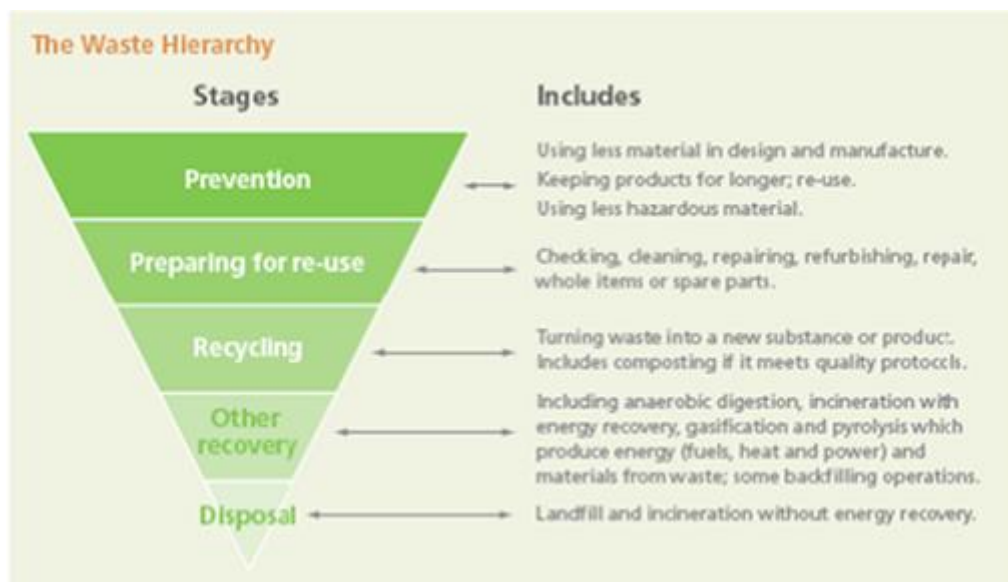 The Waste Hierarchy
Stages
Includes
Prevention
Using less material in design and manufacture.
Keeping products for longer; re-use.
Using less hazardous material.
Preparing for re-use
Checking, cleaning, repairing, refurbishing, repair,
whole items or spare parts.
Recycling
Turning waste into a new substance or product.
Includes composting if it meets quality protocols.
Other
recovery
Including anaerobic digestion, incineration with
energy recovery, gasification and pyrolysis which
produce energy (fuels, heat and power) and
materials from waste; some backfilling operations.
Disposal
Landfill and incineration without energy recovery.